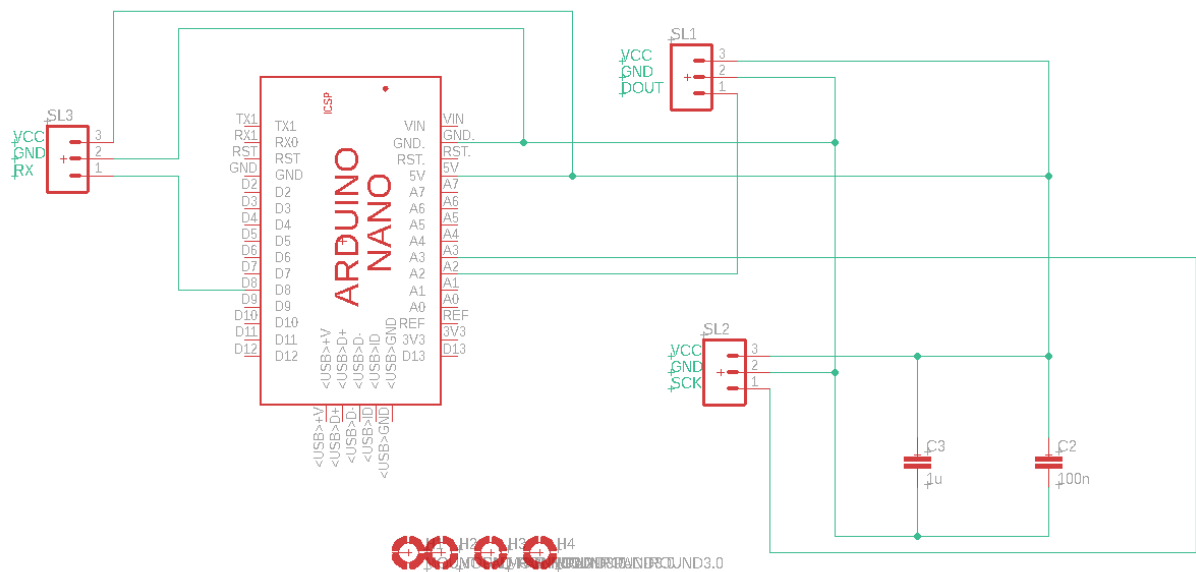 SL1
VCC
GND
DOUT
3
2
1
SL3
VCC
GND
RX
3
2
1
ICSP
ARDUINO
NANO
TX1
RX1
RST
GND
D2
D3
D4
D5
D6
D7
D8
D9
D10
D11
D12
TX1
RX0
RST
GND
D2
D3
D4
D5
D6
D7
D8
D9
D10
D11
D12
VIN
GND.
RST.
5V
A7
A6
A5
A4
A3
A2
A1
A0
REF
3V3
D13
VIN
GND.
RST.
5V
A7
A6
A5
A4
A3
A2
A1
A0
REF
3V3
D13
<USB>+V
<USB>D+
<USB>D-
<USB>ID
<USB>GND
<USB>+V
<USB>D+
<USB>D-
<USB>ID
<USB>GND
SL2
VCC
GND
SCK
3
2
1
C3
1u
C2
100n
H1
H2
H3
H4